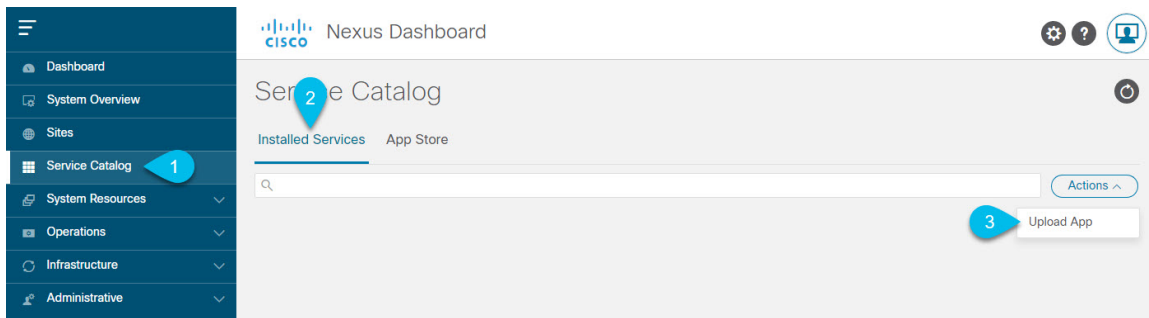 CISCO Nexus Dashboard
?
Dashboard
System Overview
Sites
Service Catalog 1
System Resources
Operations
Infrastructure
Administrative
Ser 2 e Catalog
Installed Services App Store
Actions
3 Upload App